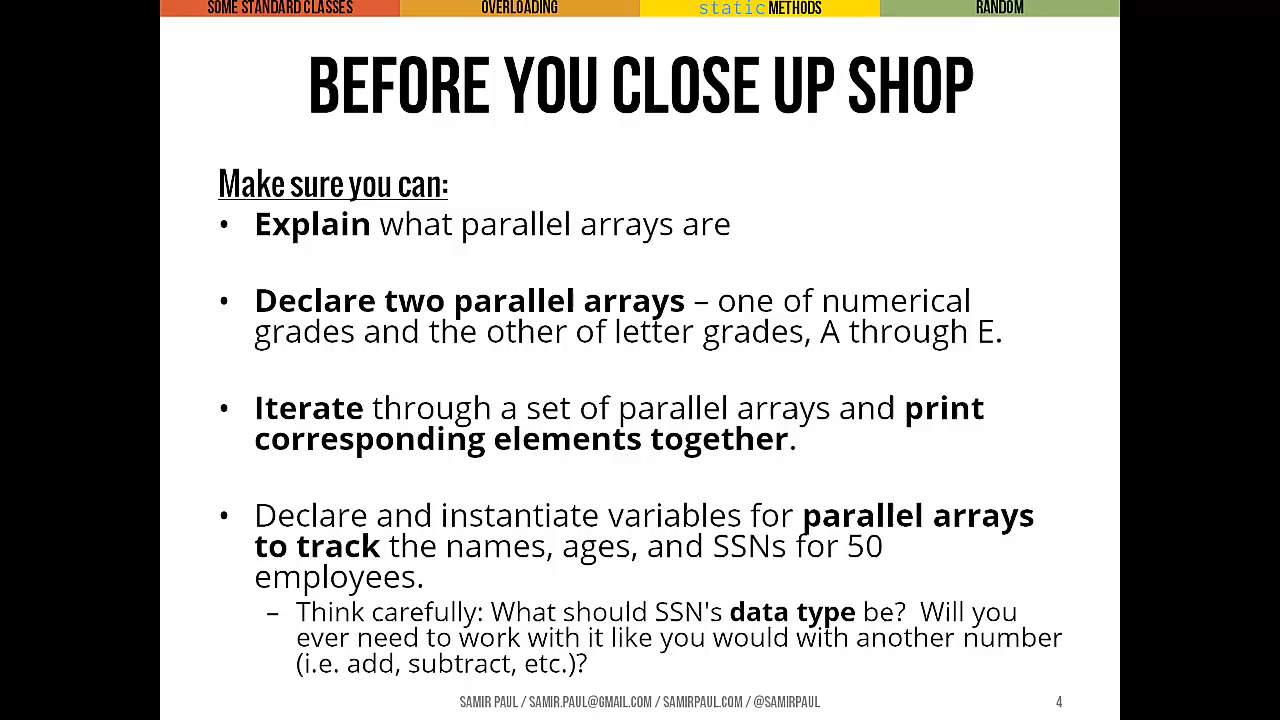 SOME STANDARD CLASSES OVERLOADING static METHODS RANDOM
BEFORE YOU CLOSE UP SHOP
Make sure you can:
• Explain what parallel arrays are
• Declare two parallel arrays – one of numerical
grades and the other of letter grades, A through E.
• Iterate through a set of parallel arrays and print
corresponding elements together.
• Declare and instantiate variables for parallel arrays
to track the names, ages, and SSNs for 50
employees.
– Think carefully: What should SSN's data type be? Will you
ever need to work with it like you would with another number
(i.e. add, subtract, etc.)?
SAMIR PAUL / SAMIR.PAUL@GMAIL.COM / SAMIRPAUL.COM / @SAMIRPAUL 4